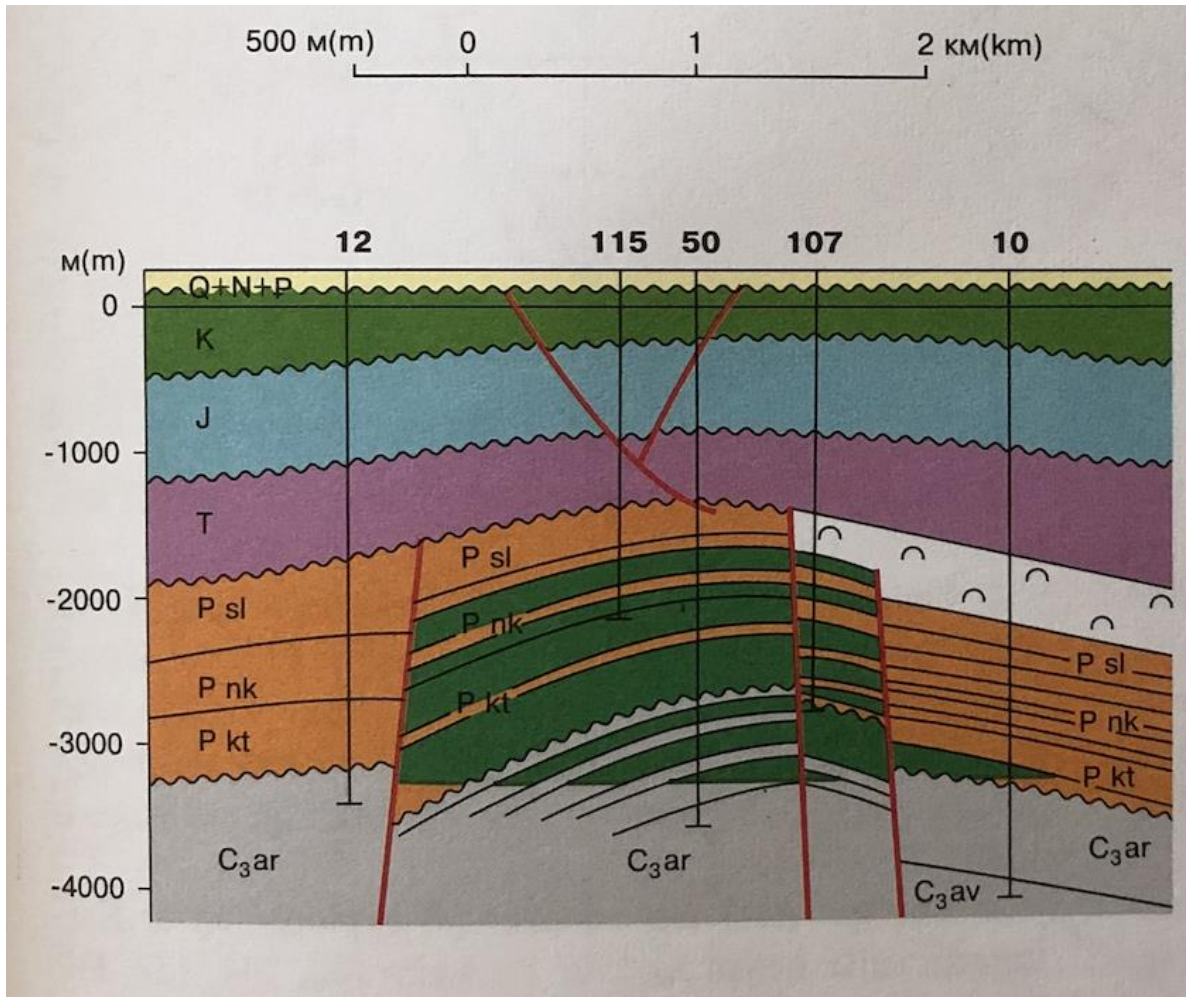 500 м(m) 0 1 2 км(km)
12 115 50 107 10
м(m)
Q+N+P
0
K
J
-1000
T
P sl
-2000
P sl
P nk
P sl
P nk
P kt
P nk
P kt
-3000
P kt
C₃ar
C₃ar
C₃ar
-4000
C₃av